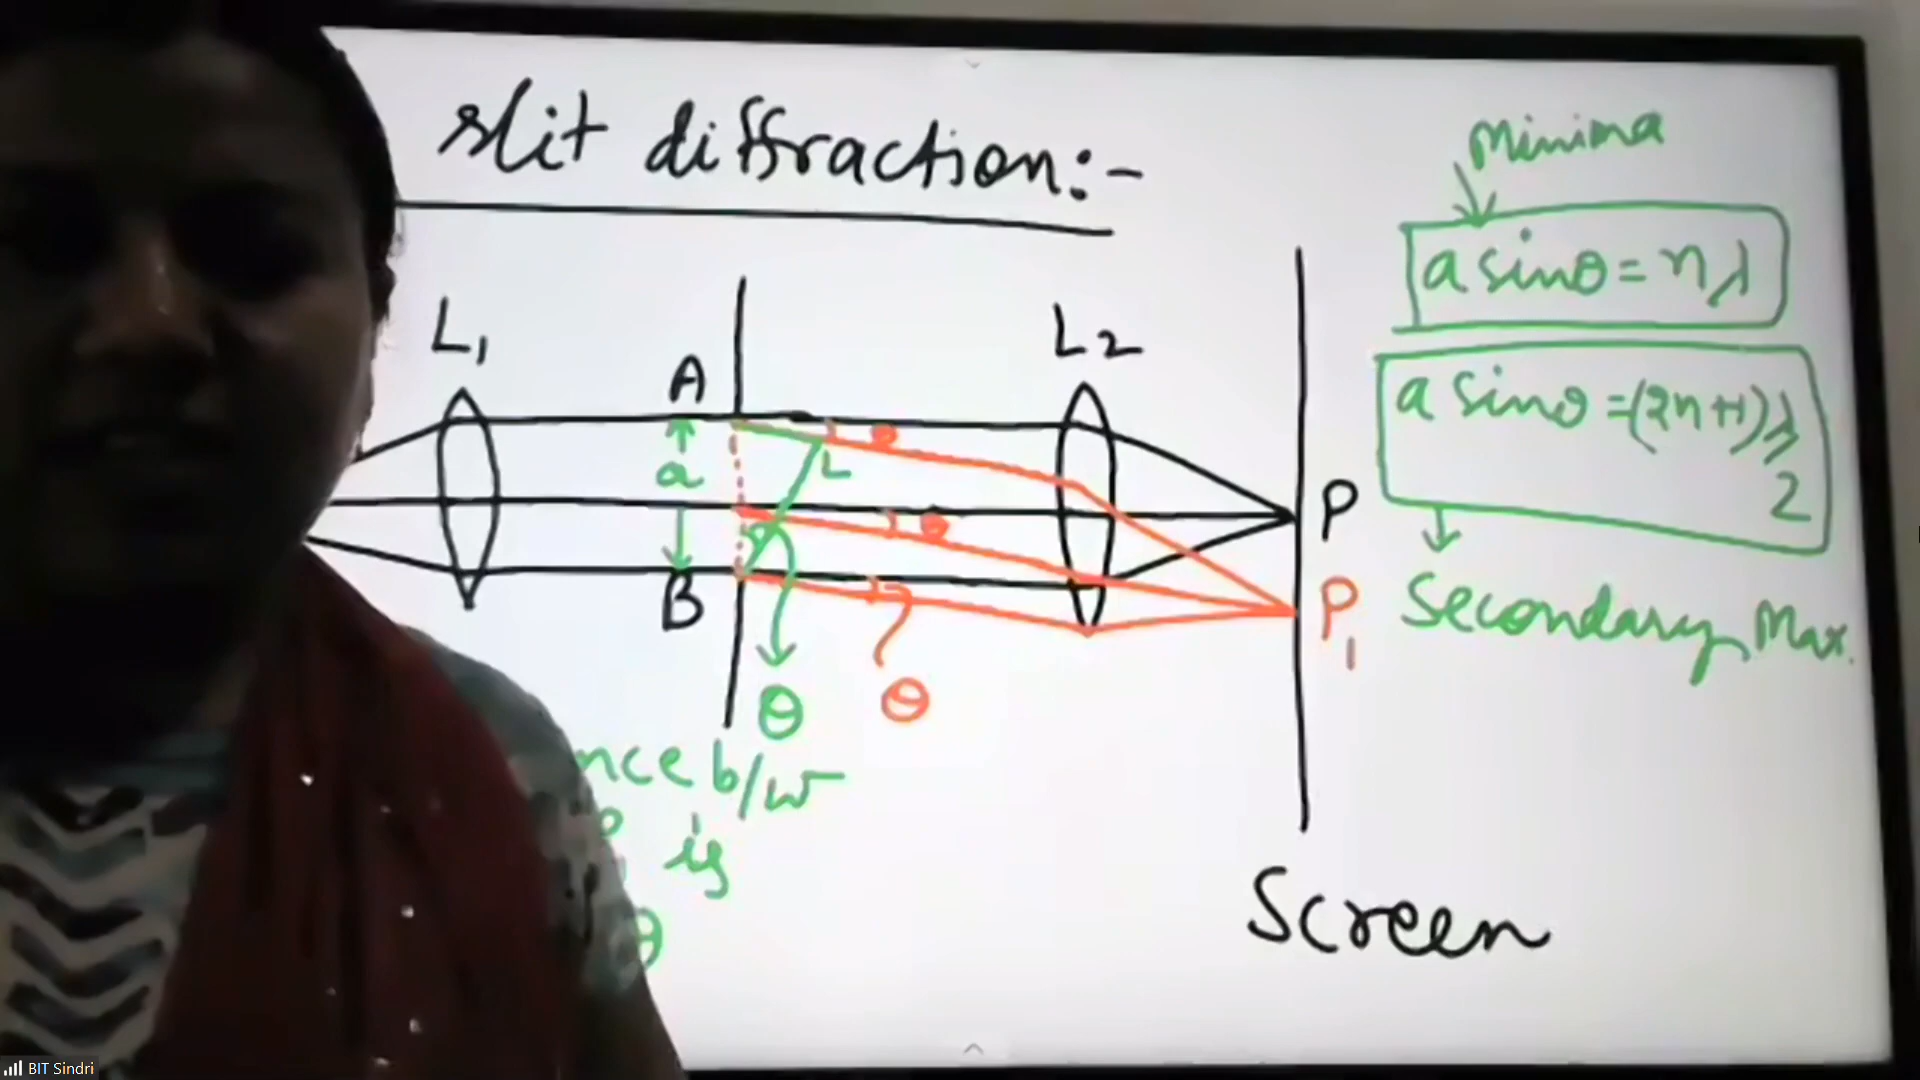 slit diffraction:-
Minima
a sinθ = nλ
a sinθ = (2n+1)λ
2
Secondary Max.
L1
A
L2
a
L
θ
θ
P
B
P1
θ
θ
nce b/w
is
θ
Screen
BIT Sindri